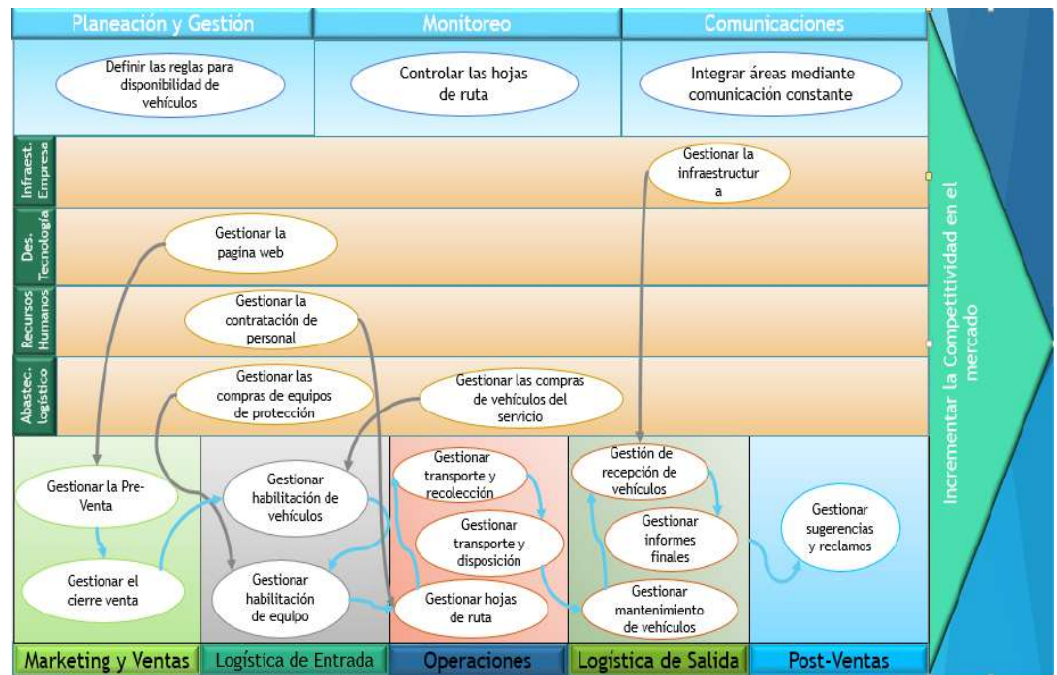 Planeación y Gestión
Monitoreo
Comunicaciones
Definir las reglas para
disponibilidad de
vehículos
Controlar las hojas
de ruta
Integrar áreas mediante
comunicación constante
Infraest.
Empresa
Gestionar la
infraestructur
a
Des.
Tecnología
Gestionar la
pagina web
Recursos
Humanos
Gestionar la
contratación de
personal
Abastec.
logístico
Gestionar las
compras de equipos
de protección
Gestionar las compras
de vehículos del
servicio
Gestionar la Pre-
Venta
Gestionar el
cierre venta
Gestionar
habilitación de
vehículos
Gestionar
habilitación
de equipo
Gestionar
transporte y
recolección
Gestionar
transporte y
disposición
Gestionar hojas
de ruta
Gestión de
recepción de
vehículos
Gestionar
informes
finales
Gestionar
mantenimiento
de vehículos
Gestionar
sugerencias
y reclamos
Marketing y Ventas
Logística de Entrada
Operaciones
Logística de Salida
Post-Ventas
Incrementar la Competitividad en el
mercado